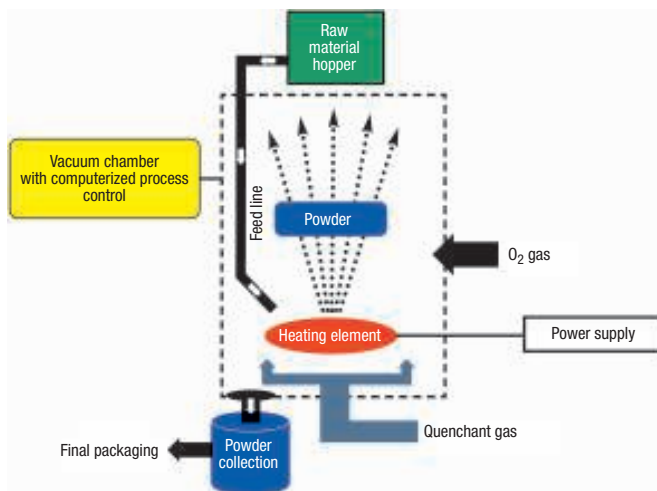 Raw
material
hopper
Vacuum chamber
with computerized process
control
Feed line
Powder
O₂ gas
Heating element
Power supply
Quenchant gas
Final packaging
Powder
collection